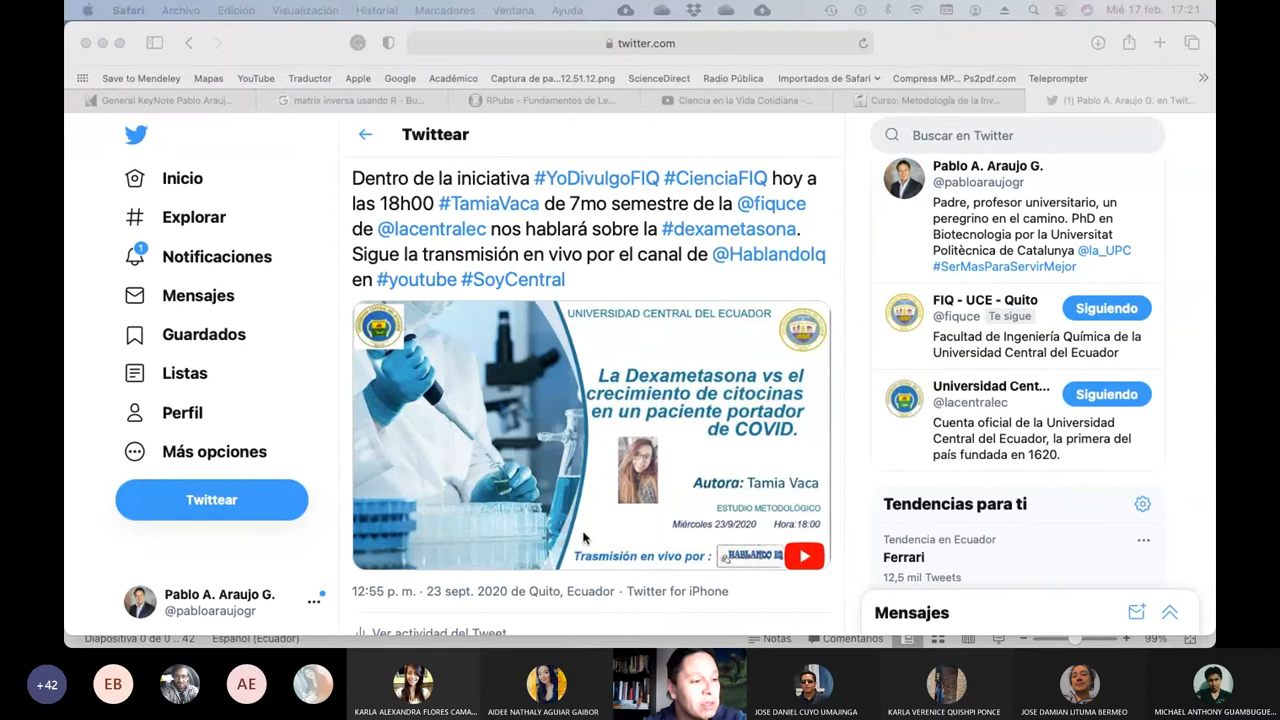 Safari Archivo Edición Visualización Historial Marcadores Ventana Ayuda Mié 17 feb. 17:21
twitter.com
Save to Mendeley Mapas YouTube Traductor Apple Google Académico Captura de pa...12.51.12.png ScienceDirect Radio Pública Importados de Safari Compress MP... Ps2pdf.com Teleprompter
General KeyNote Pablo Arauj... matrix inversa usando R - Bu... RPubs - Fundamentos de Le... Ciencia en la Vida Cotidiana -... Curso: Metodología de la Inv... (1) Pablo A. Araujo G. en Twit...
Inicio
Explorar
1
Notificaciones
Mensajes
Guardados
Listas
Perfil
Más opciones
Twittear
Pablo A. Araujo G.
@pabloaraujogr
Twittear
Dentro de la iniciativa #YoDivulgoFIQ #CienciaFIQ hoy a
las 18h00 #TamiaVaca de 7mo semestre de la @fiquce
de @lacentralec nos hablará sobre la #dexametasona.
Sigue la transmisión en vivo por el canal de @HablandoIq
en #youtube #SoyCentral
UNIVERSIDAD CENTRAL DEL ECUADOR
La Dexametasona vs el
crecimiento de citocinas
en un paciente portador
de COVID.
Autora: Tamia Vaca
ESTUDIO METODOLÓGICO
Miércoles 23/9/2020 Hora:18:00
Trasmisión en vivo por : @HABLANDO IQ
12:55 p. m. · 23 sept. 2020 de Quito, Ecuador · Twitter for iPhone
Ver actividad del Tweet
Buscar en Twitter
Pablo A. Araujo G.
@pabloaraujogr
Padre, profesor universitario, un
peregrino en el camino. PhD en
Biotecnologia por la Universitat
Politècnica de Catalunya @la_UPC
#SerMasParaServirMejor
FIQ - UCE - Quito
@fiquce Te sigue
Siguiendo
Facultad de Ingeniería Química de la
Universidad Central del Ecuador
Universidad Cent...
@lacentralec
Siguiendo
Cuenta oficial de la Universidad
Central del Ecuador, la primera del
país fundada en 1620.
Tendencias para ti
Tendencia en Ecuador
Ferrari
12,5 mil Tweets
Mensajes
Diapositiva 0 de 0 .. 42 Español (Ecuador) Notas Comentarios 99%
+42 EB AE
KARLA ALEXANDRA FLORES CAMA... AIDEE NATHALY AGUIAR GAIBOR JOSE DANIEL CUYO UMAJINGA KARLA VERENICE QUISHPI PONCE JOSE DAMIAN LITUMA BERMEO MICHAEL ANTHONY GUAMBUGUE...